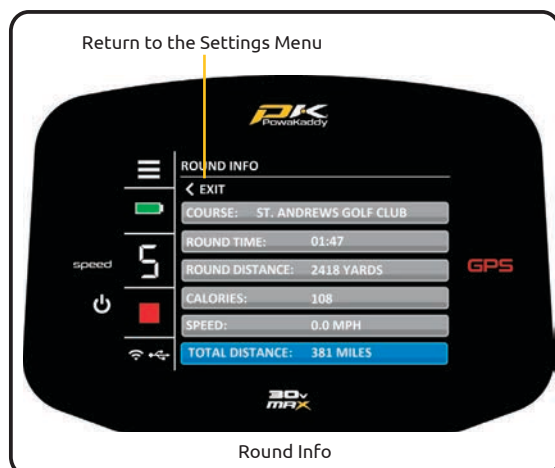 Return to the Settings Menu
PK
PowaKaddy
ROUND INFO
< EXIT
COURSE: ST. ANDREWS GOLF CLUB
ROUND TIME: 01:47
speed
5
ROUND DISTANCE: 2418 YARDS
GPS
CALORIES: 108
SPEED: 0.0 MPH
TOTAL DISTANCE: 381 MILES
30v
MAX
Round Info